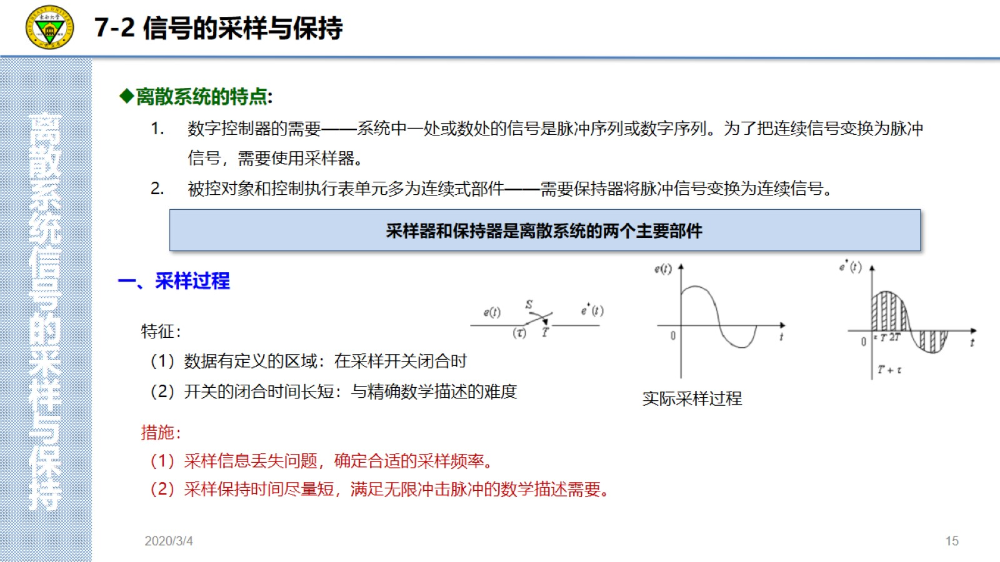 7-2 信号的采样与保持
离散系统信号的采样与保持
◆离散系统的特点:
1. 数字控制器的需要——系统中一处或数处的信号是脉冲序列或数字序列。为了把连续信号变换为脉冲
信号，需要使用采样器。
2. 被控对象和控制执行表单元多为连续式部件——需要保持器将脉冲信号变换为连续信号。
采样器和保持器是离散系统的两个主要部件
一、采样过程
e(t) S e*(t)
(τ) T
e(t)
0 t
e*(t)
0 τ T 2T t
T + τ
实际采样过程
特征：
（1）数据有定义的区域：在采样开关闭合时
（2）开关的闭合时间长短：与精确数学描述的难度
措施：
（1）采样信息丢失问题，确定合适的采样频率。
（2）采样保持时间尽量短，满足无限冲击脉冲的数学描述需要。
2020/3/4
15